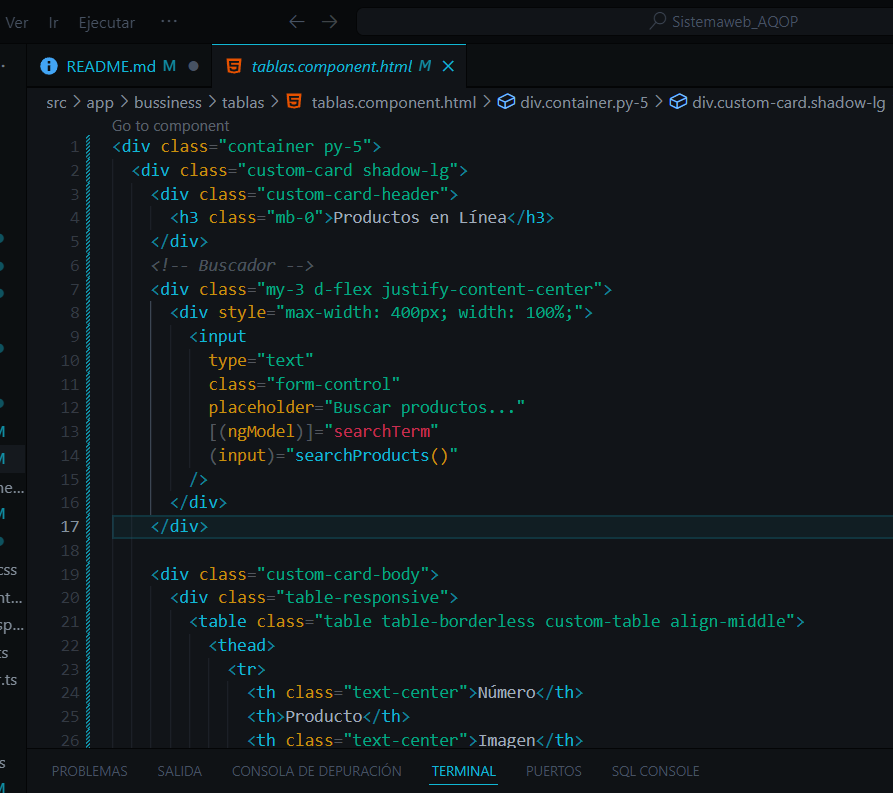 Ver Ir Ejecutar ··· Sistemaweb_AQOP
README.md M tablas.component.html M
src > app > bussiness > tablas > tablas.component.html > div.container.py-5 > div.custom-card.shadow-lg
Go to component
1 <div class="container py-5">
2 <div class="custom-card shadow-lg">
3 <div class="custom-card-header">
4 <h3 class="mb-0">Productos en Línea</h3>
5 </div>
6 <!-- Buscador -->
7 <div class="my-3 d-flex justify-content-center">
8 <div style="max-width: 400px; width: 100%;">
9 <input
10 type="text"
11 class="form-control"
12 placeholder="Buscar productos..."
13 [(ngModel)]="searchTerm"
14 (input)="searchProducts()"
15 />
16 </div>
17 </div>
18
19 <div class="custom-card-body">
20 <div class="table-responsive">
21 <table class="table table-borderless custom-table align-middle">
22 <thead>
23 <tr>
24 <th class="text-center">Número</th>
25 <th>Producto</th>
26 <th class="text-center">Imagen</th>
PROBLEMAS SALIDA CONSOLA DE DEPURACIÓN TERMINAL PUERTOS SQL CONSOLE